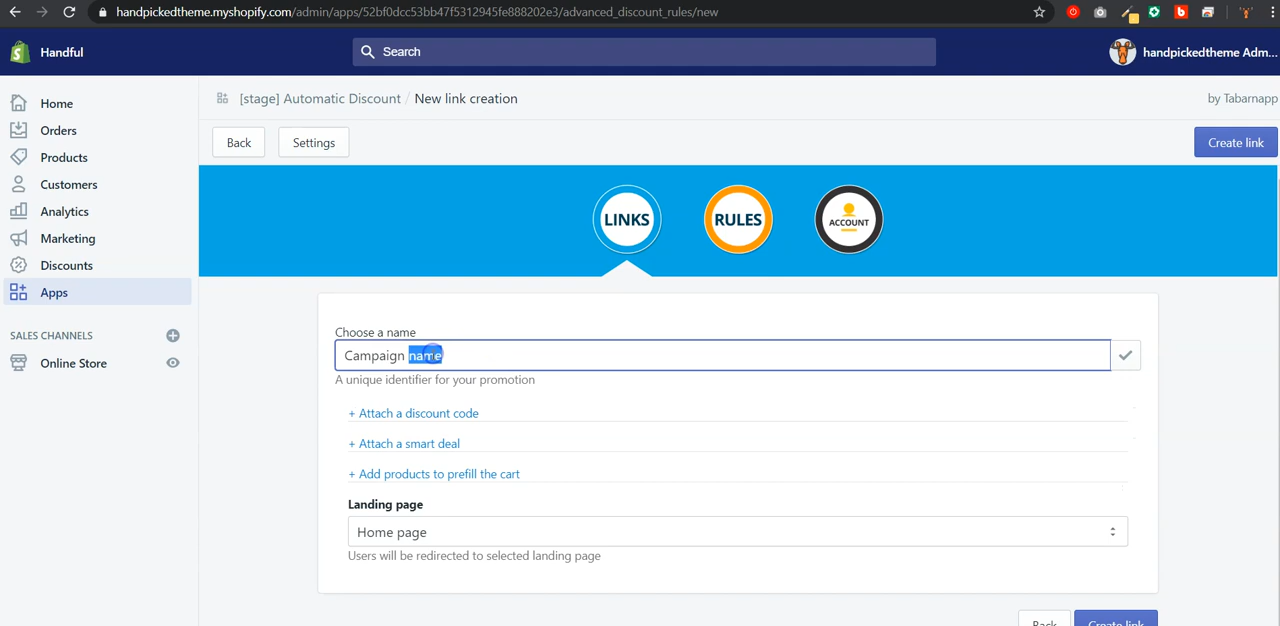 handpickedtheme.myshopify.com/admin/apps/52bf0dcc53bb47f5312945fe888202e3/advanced_discount_rules/new
Handful
Search
handpickedtheme Adm...
Home
Orders
Products
Customers
Analytics
Marketing
Discounts
Apps
SALES CHANNELS
Online Store
[stage] Automatic Discount / New link creation
by Tabarnapp
Back
Settings
Create link
LINKS
RULES
ACCOUNT
Choose a name
Campaign name
A unique identifier for your promotion
+ Attach a discount code
+ Attach a smart deal
+ Add products to prefill the cart
Landing page
Home page
Users will be redirected to selected landing page
Back
Create link